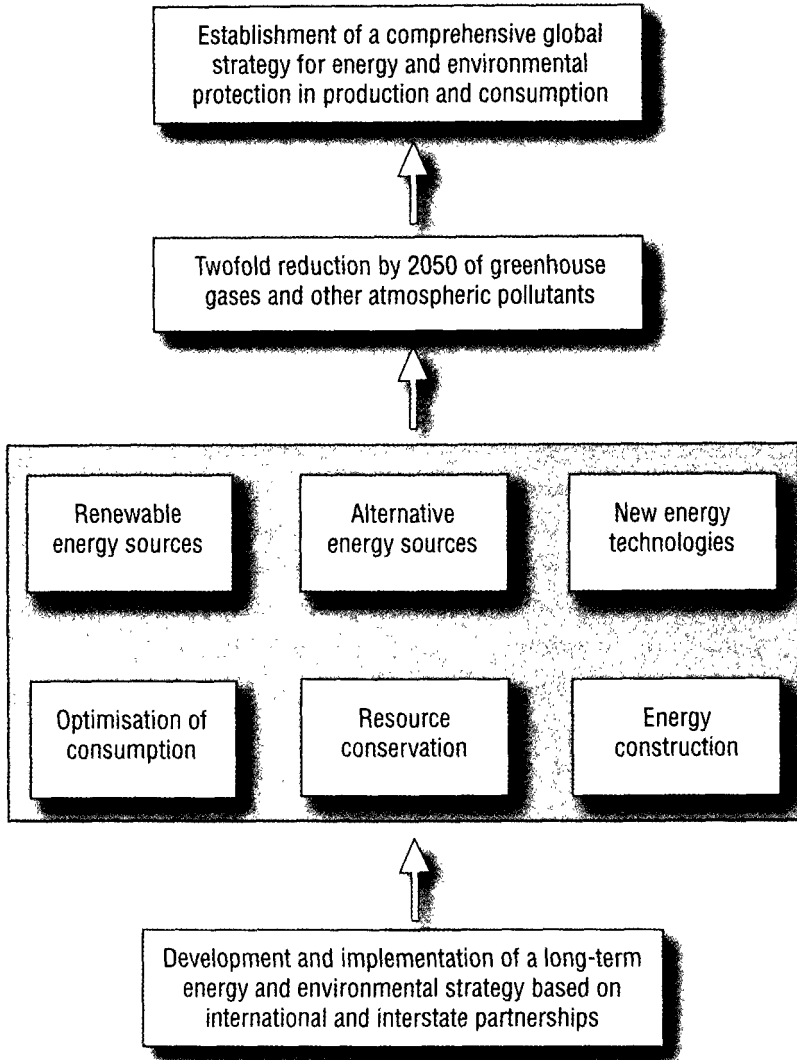 Establishment of a comprehensive global
strategy for energy and environmental
protection in production and consumption
Twofold reduction by 2050 of greenhouse
gases and other atmospheric pollutants
Renewable
energy sources
Alternative
energy sources
New energy
technologies
Optimisation of
consumption
Resource
conservation
Energy
construction
Development and implementation of a long-term
energy and environmental strategy based on
international and interstate partnerships